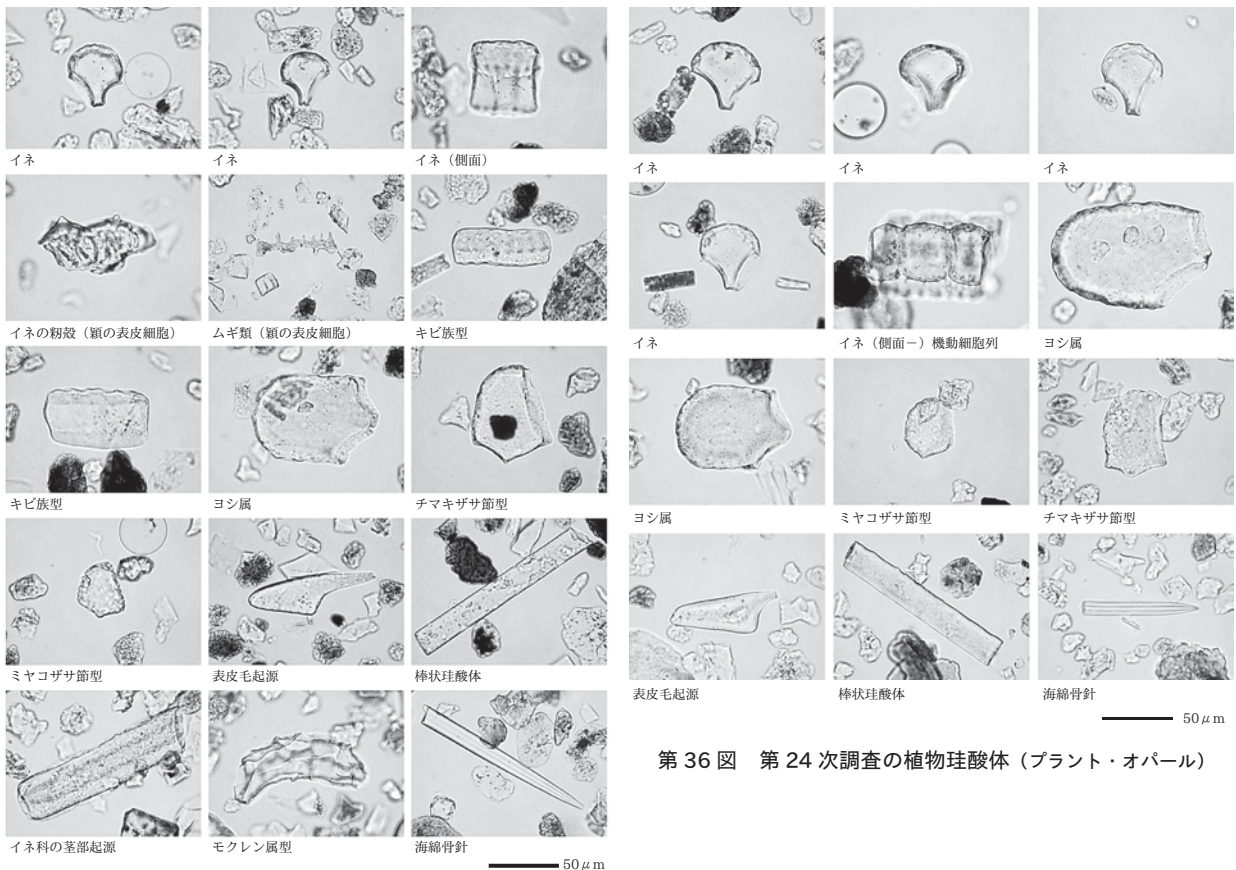 イネ
イネ
イネ（側面）
イネの籾殻（穎の表皮細胞）
ムギ類（穎の表皮細胞）
キビ族型
キビ族型
ヨシ属
チマキザサ節型
ミヤコザサ節型
表皮毛起源
棒状珪酸体
イネ科の茎部起源
モクレン属型
海綿骨針
50μm
イネ
イネ
イネ
イネ
イネ（側面－）機動細胞列
ヨシ属
ヨシ属
ミヤコザサ節型
チマキザサ節型
表皮毛起源
棒状珪酸体
海綿骨針
50μm
第 36 図　第 24 次調査の植物珪酸体（プラント・オパール）